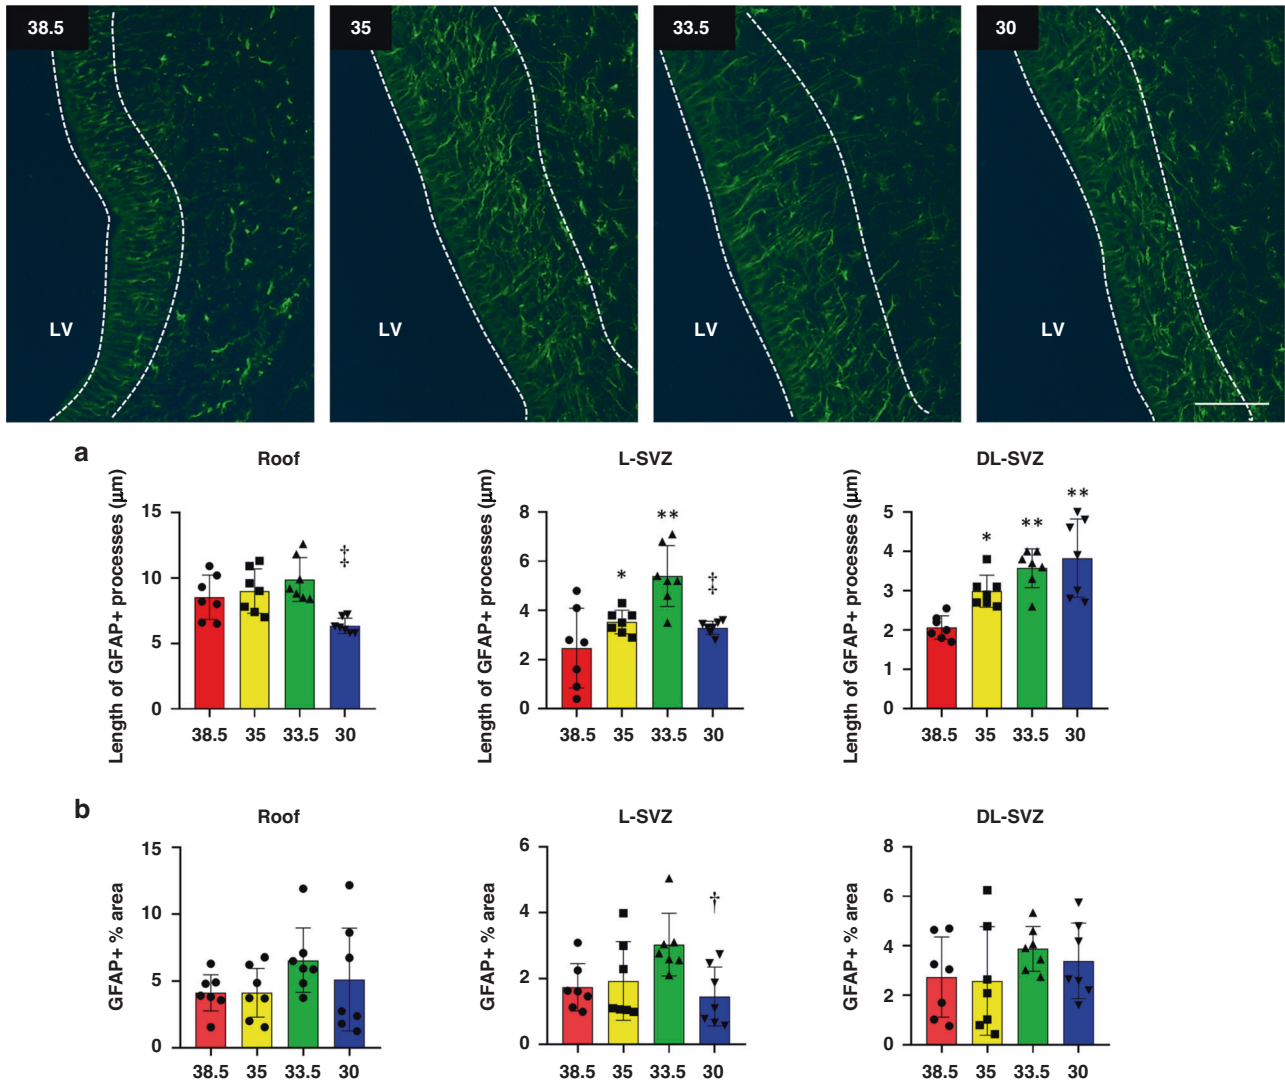 38.5 35 33.5 30
LV LV LV LV
a
Roof L-SVZ DL-SVZ
Length of GFAP+ processes (μm)
15
10
5
0
‡
38.5 35 33.5 30
Length of GFAP+ processes (μm)
8
6
4
2
0
* ** ‡
38.5 35 33.5 30
Length of GFAP+ processes (μm)
5
4
3
2
1
0
* ** **
38.5 35 33.5 30
b
Roof L-SVZ DL-SVZ
GFAP+ % area
15
10
5
0
38.5 35 33.5 30
GFAP+ % area
6
4
2
0
†
38.5 35 33.5 30
GFAP+ % area
8
6
4
2
0
38.5 35 33.5 30